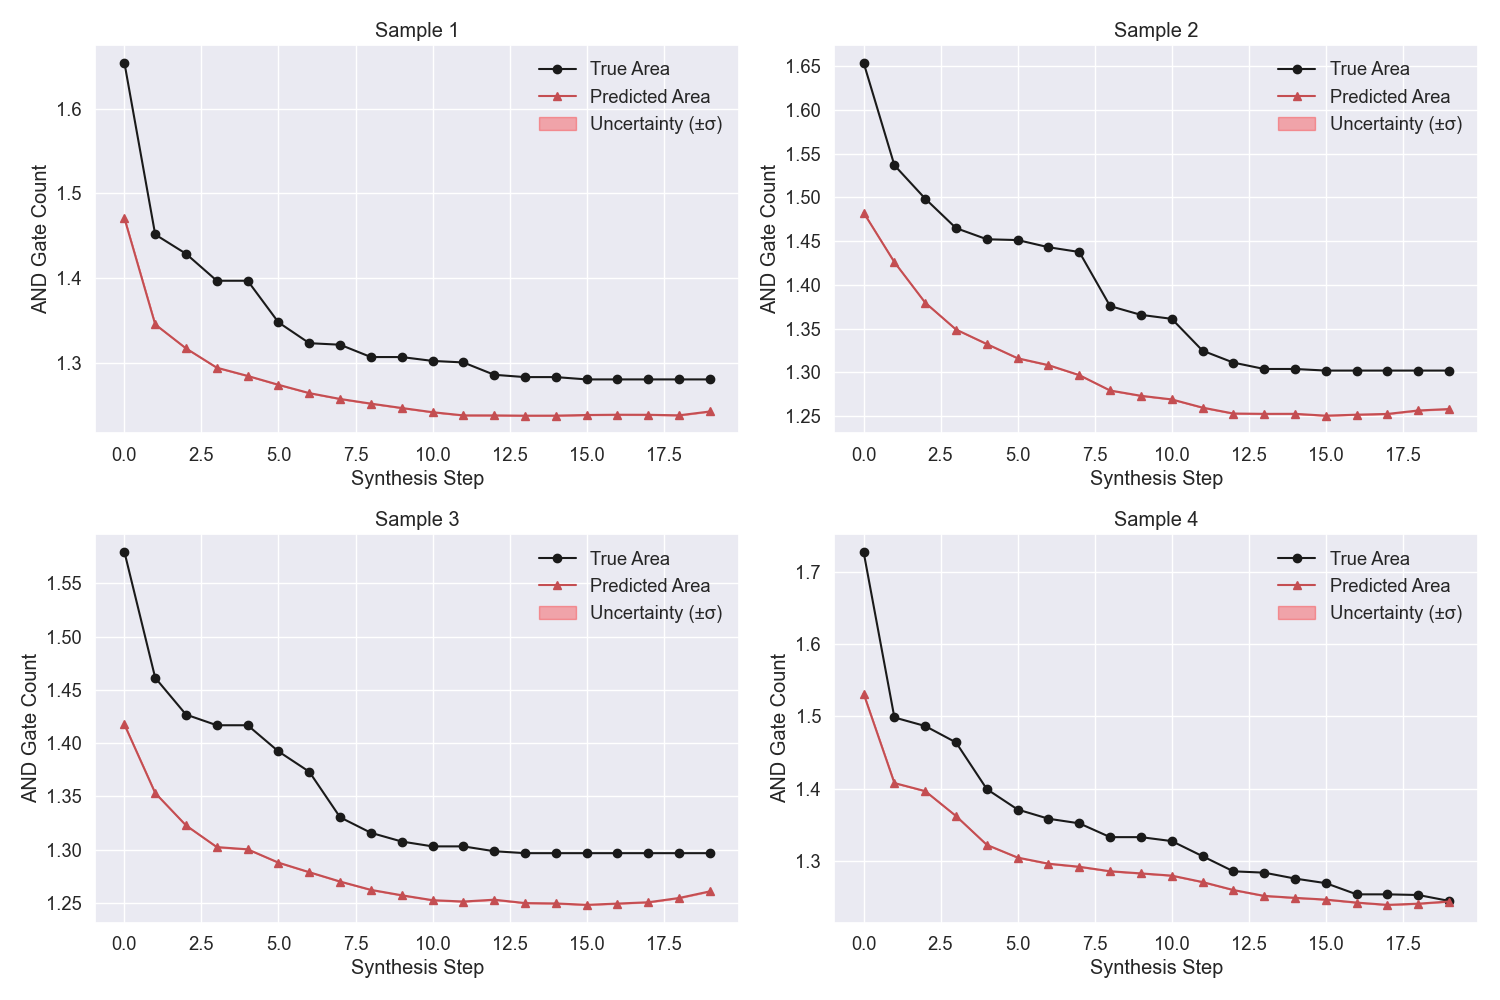 Sample 1
True Area
Predicted Area
Uncertainty (±σ)
1.6
1.5
1.4
1.3
AND Gate Count
0.0 2.5 5.0 7.5 10.0 12.5 15.0 17.5
Synthesis Step
Sample 2
True Area
Predicted Area
Uncertainty (±σ)
1.65
1.60
1.55
1.50
1.45
1.40
1.35
1.30
1.25
AND Gate Count
0.0 2.5 5.0 7.5 10.0 12.5 15.0 17.5
Synthesis Step
Sample 3
True Area
Predicted Area
Uncertainty (±σ)
1.55
1.50
1.45
1.40
1.35
1.30
1.25
AND Gate Count
0.0 2.5 5.0 7.5 10.0 12.5 15.0 17.5
Synthesis Step
Sample 4
True Area
Predicted Area
Uncertainty (±σ)
1.7
1.6
1.5
1.4
1.3
AND Gate Count
0.0 2.5 5.0 7.5 10.0 12.5 15.0 17.5
Synthesis Step